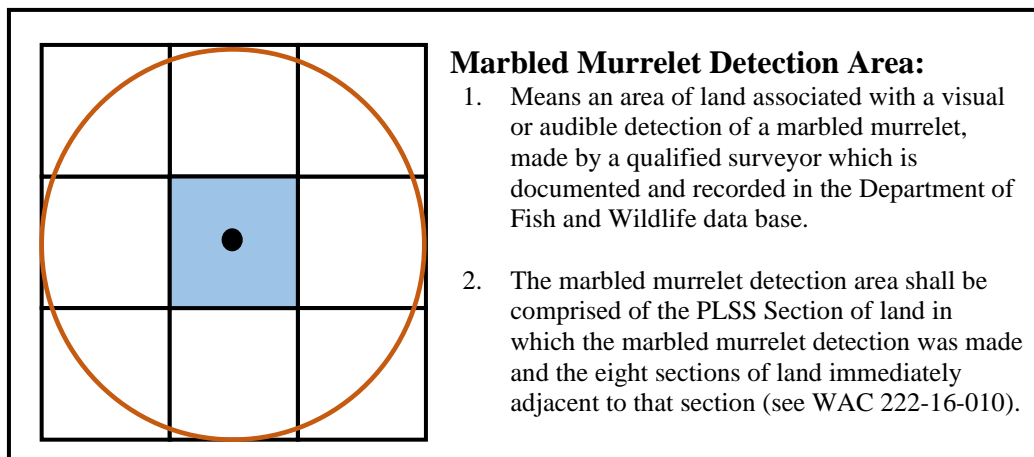 Marbled Murrelet Detection Area:
1. Means an area of land associated with a visual
or audible detection of a marbled murrelet,
made by a qualified surveyor which is
documented and recorded in the Department of
Fish and Wildlife data base.
2. The marbled murrelet detection area shall be
comprised of the PLSS Section of land in
which the marbled murrelet detection was made
and the eight sections of land immediately
adjacent to that section (see WAC 222-16-010).